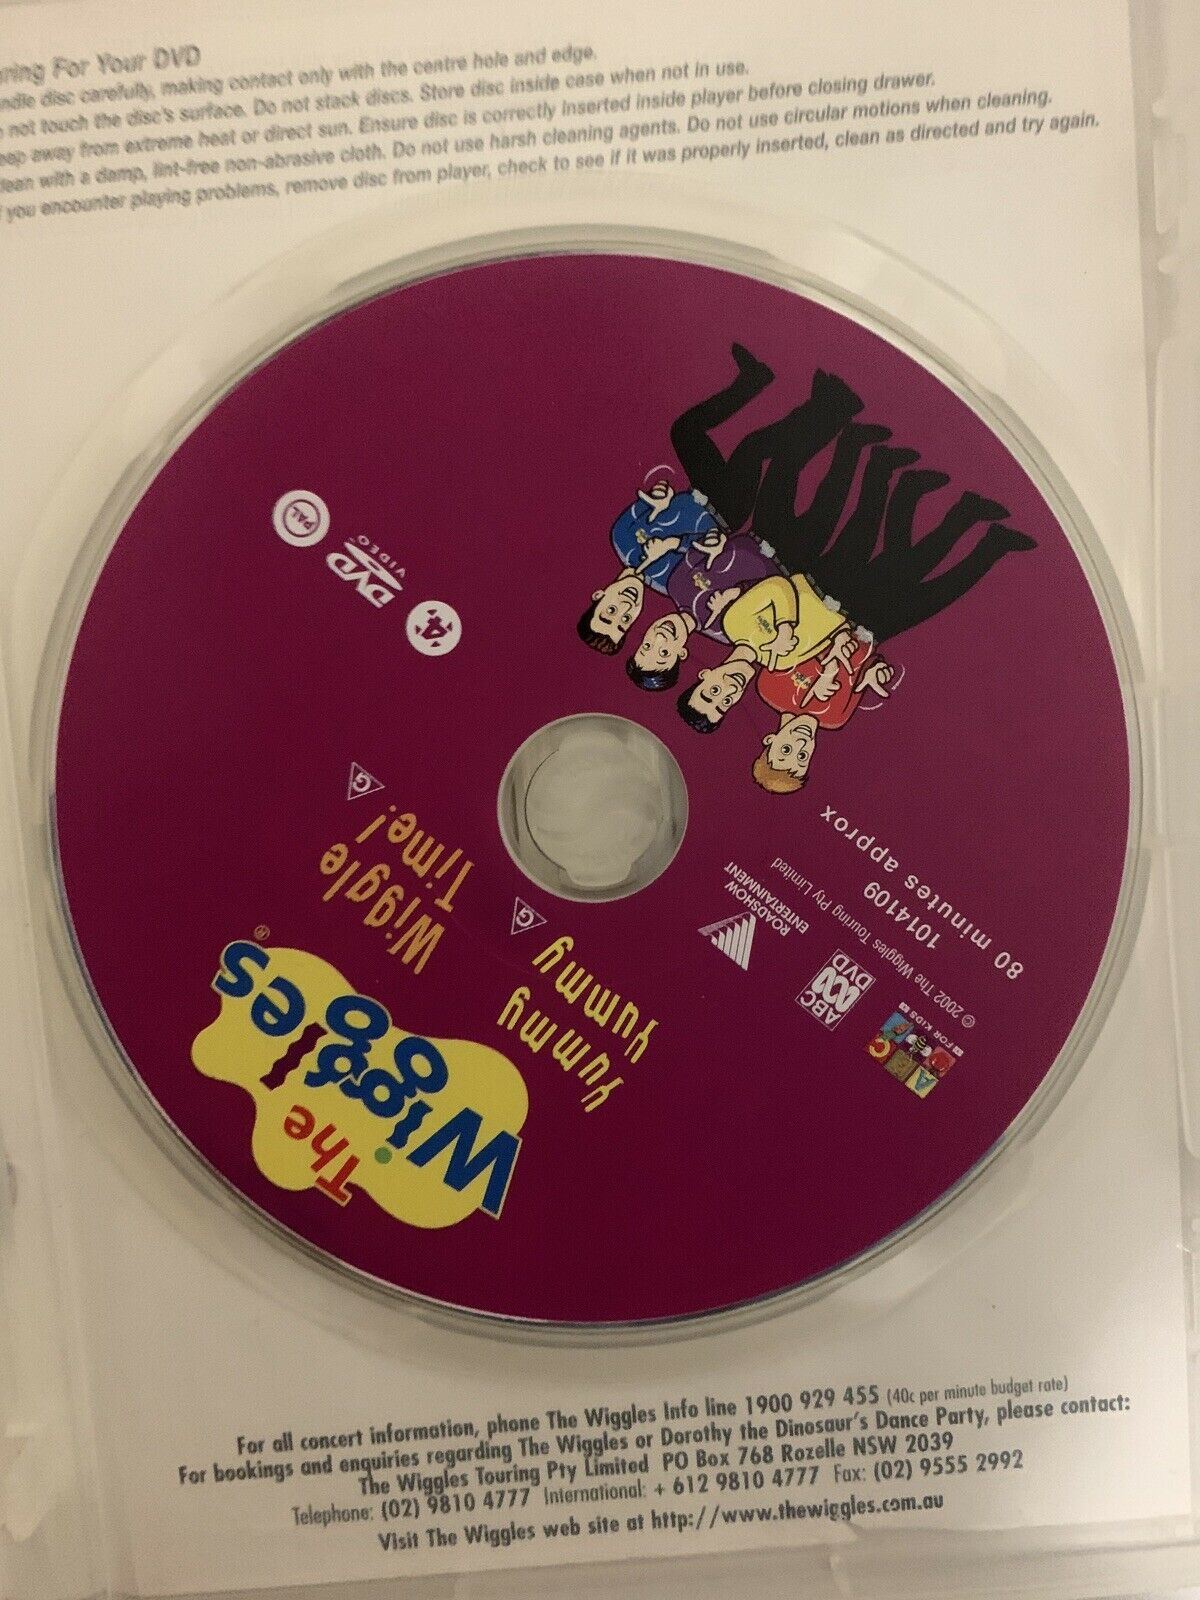 ring For Your DVD
ndle disc carefully, making contact only with the centre hole and edge.
not touch the disc's surface. Do not stack discs. Store disc inside case when not in use.
eep away from extreme heat or direct sun. Ensure disc is correctly inserted inside player before closing drawer.
lean with a damp, lint-free non-abrasive cloth. Do not use harsh cleaning agents. Do not use circular motions when cleaning.
f you encounter playing problems, remove disc from player, check to see if it was properly inserted, clean as directed and try again.
The
Wiggles®
Yummy
Yummy
G
Wiggle
Time!
G
ABC
FOR KIDS
ABC
DVD
ROADSHOW
ENTERTAINMENT
© 2002 The Wiggles Touring Pty Limited
1014109
80 minutes approx
4
DVD
VIDEO
PAL
For all concert information, phone The Wiggles Info line 1900 929 455 (40c per minute budget rate)
For bookings and enquiries regarding The Wiggles or Dorothy the Dinosaur's Dance Party, please contact:
The Wiggles Touring Pty Limited PO Box 768 Rozelle NSW 2039
Telephone: (02) 9810 4777 International: + 612 9810 4777 Fax: (02) 9555 2992
Visit The Wiggles web site at http://www.thewiggles.com.au